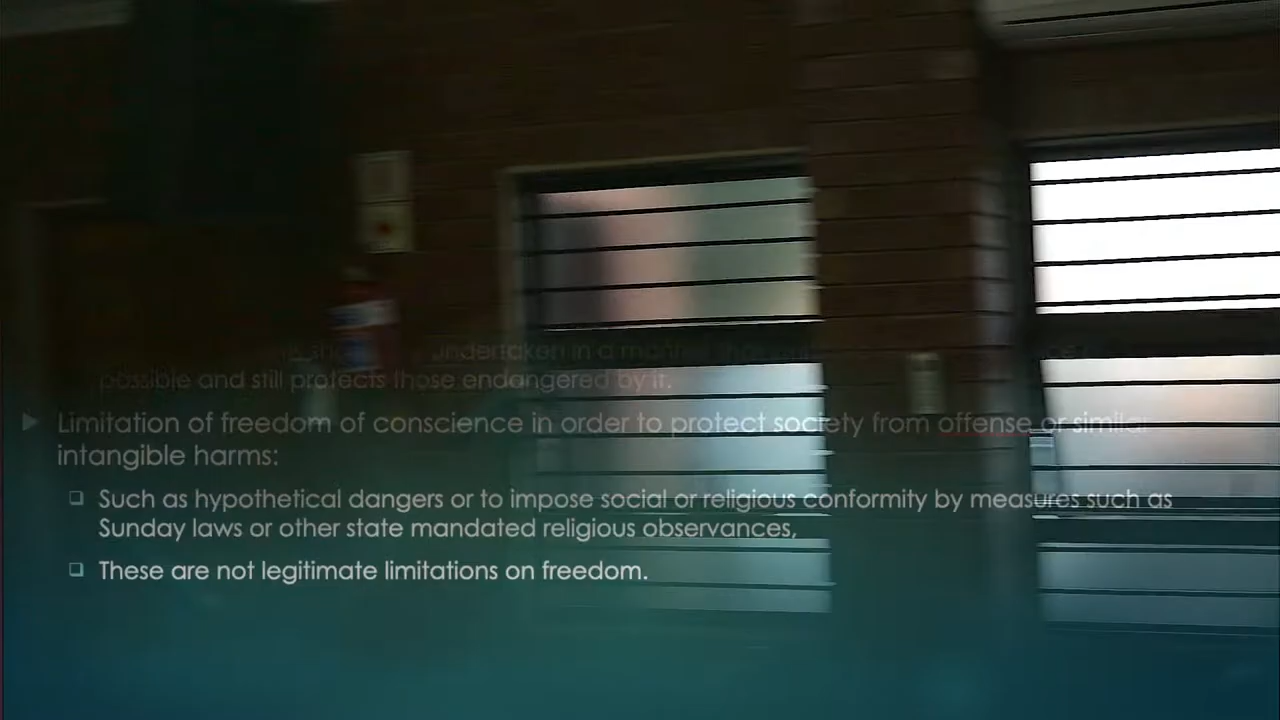 undertaken in a
possible and still protects those endangered by it.
Limitation of freedom of conscience in order to protect society from offense or similar
intangible harms:
Such as hypothetical dangers or to impose social or religious conformity by measures such as
Sunday laws or other state mandated religious observances,
These are not legitimate limitations on freedom.